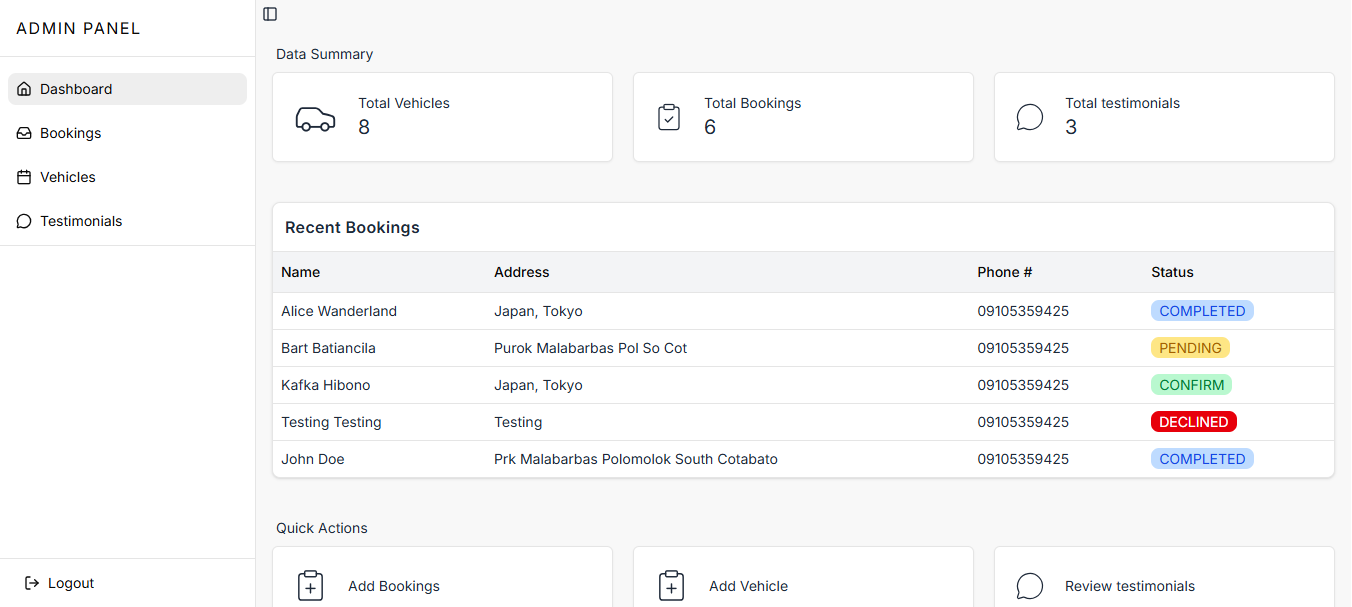 ADMIN PANEL
Dashboard
Bookings
Vehicles
Testimonials
Logout
Data Summary
Total Vehicles
8
Total Bookings
6
Total testimonials
3
Recent Bookings
Name Address Phone # Status
Alice Wanderland Japan, Tokyo 09105359425 COMPLETED
Bart Batiancila Purok Malabarbas Pol So Cot 09105359425 PENDING
Kafka Hibono Japan, Tokyo 09105359425 CONFIRM
Testing Testing Testing 09105359425 DECLINED
John Doe Prk Malabarbas Polomolok South Cotabato 09105359425 COMPLETED
Quick Actions
Add Bookings
Add Vehicle
Review testimonials